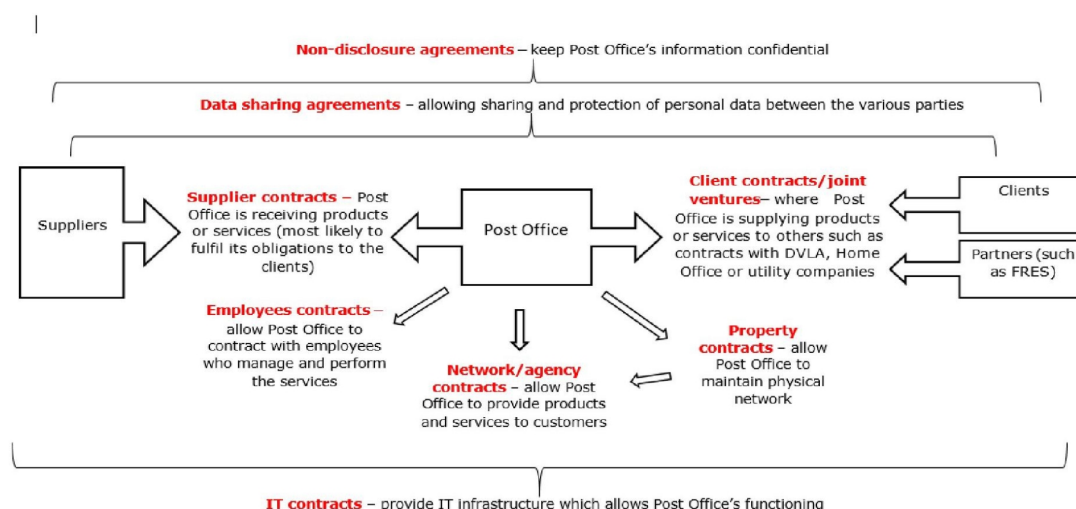 Non-disclosure agreements – keep Post Office's information confidential
Data sharing agreements – allowing sharing and protection of personal data between the various parties
Suppliers
Supplier contracts – Post
Office is receiving products
or services (most likely to
fulfil its obligations to the
clients)
Post Office
Client contracts/joint
ventures– where Post
Office is supplying products
or services to others such as
contracts with DVLA, Home
Office or utility companies
Clients
Partners (such
as FRES)
Employees contracts –
allow Post Office to
contract with employees
who manage and perform
the services
Network/agency
contracts – allow Post
Office to provide products
and services to customers
Property
contracts – allow
Post Office to
maintain physical
network
IT contracts – provide IT infrastructure which allows Post Office's functioning